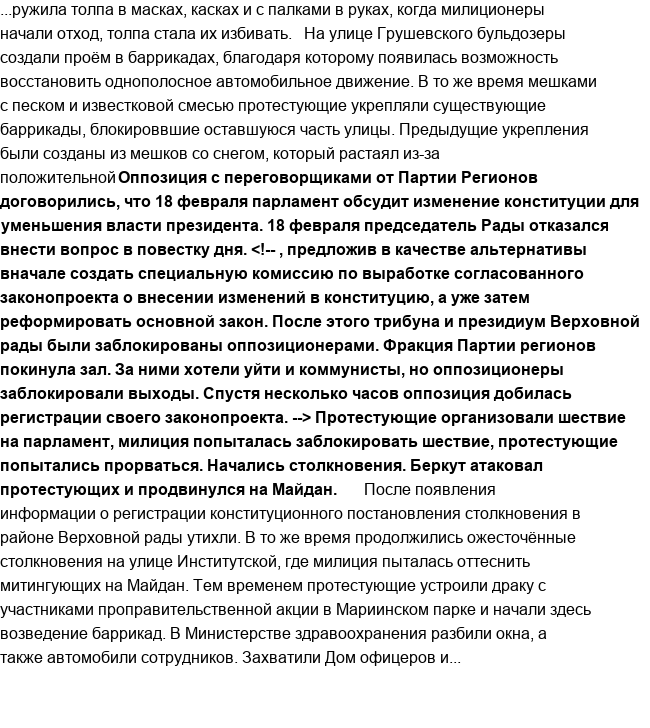 ...ружила толпа в масках, касках и с палками в руках, когда милиционеры
начали отход, толпа стала их избивать.   На улице Грушевского бульдозеры
создали проём в баррикадах, благодаря которому появилась возможность
восстановить однополосное автомобильное движение. В то же время мешками
с песком и известковой смесью протестующие укрепляли существующие
баррикады, блокироввшие оставшуюся часть улицы. Предыдущие укрепления
были созданы из мешков со снегом, который растаял из-за
положительной Оппозиция с переговорщиками от Партии Регионов
договорились, что 18 февраля парламент обсудит изменение конституции для
уменьшения власти президента. 18 февраля председатель Рады отказался
внести вопрос в повестку дня. <!-- , предложив в качестве альтернативы
вначале создать специальную комиссию по выработке согласованного
законопроекта о внесении изменений в конституцию, а уже затем
реформировать основной закон. После этого трибуна и президиум Верховной
рады были заблокированы оппозиционерами. Фракция Партии регионов
покинула зал. За ними хотели уйти и коммунисты, но оппозиционеры
заблокировали выходы. Спустя несколько часов оппозиция добилась
регистрации своего законопроекта. --> Протестующие организовали шествие
на парламент, милиция попыталась заблокировать шествие, протестующие
попытались прорваться. Начались столкновения. Беркут атаковал
протестующих и продвинулся на Майдан.      После появления
информации о регистрации конституционного постановления столкновения в
районе Верховной рады утихли. В то же время продолжились ожесточённые
столкновения на улице Институтской, где милиция пыталась оттеснить
митингующих на Майдан. Тем временем протестующие устроили драку с
участниками проправительственной акции в Мариинском парке и начали здесь
возведение баррикад. В Министерстве здравоохранения разбили окна, а
также автомобили сотрудников. Захватили Дом офицеров и...